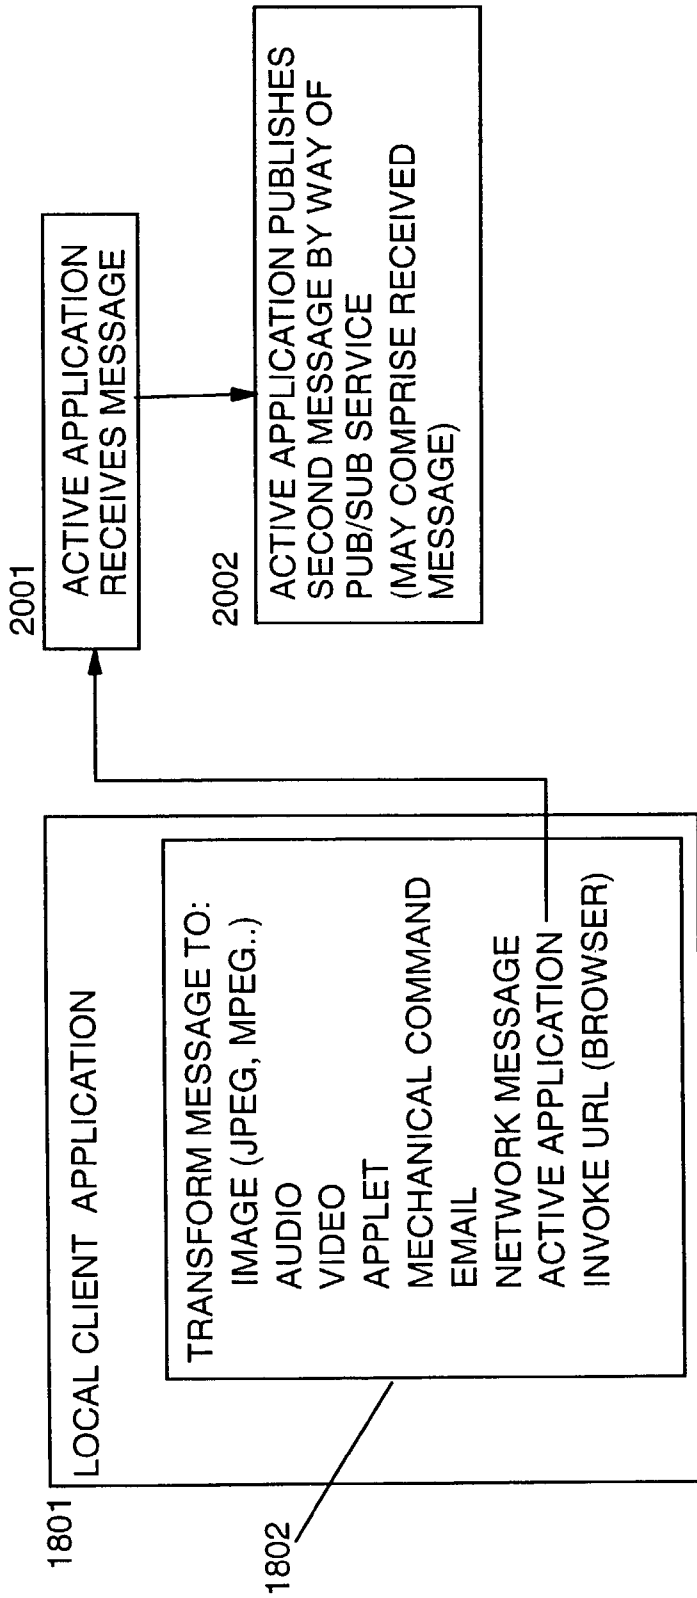 1801
LOCAL CLIENT APPLICATION
1802
TRANSFORM MESSAGE TO:
IMAGE (JPEG, MPEG..)
AUDIO
VIDEO
APPLET
MECHANICAL COMMAND
EMAIL
NETWORK MESSAGE
ACTIVE APPLICATION
INVOKE URL (BROWSER)
2001
ACTIVE APPLICATION
RECEIVES MESSAGE
2002
ACTIVE APPLICATION PUBLISHES
SECOND MESSAGE BY WAY OF
PUB/SUB SERVICE
(MAY COMPRISE RECEIVED
MESSAGE)